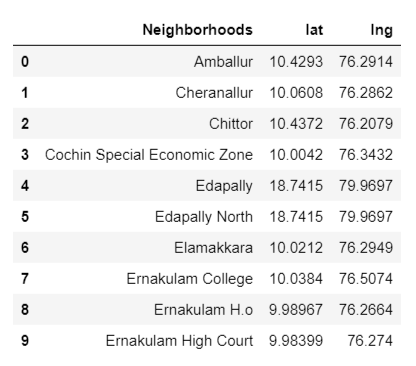 Neighborhoods lat lng
0 Amballur 10.4293 76.2914
1 Cheranallur 10.0608 76.2862
2 Chittor 10.4372 76.2079
3 Cochin Special Economic Zone 10.0042 76.3432
4 Edapally 18.7415 79.9697
5 Edapally North 18.7415 79.9697
6 Elamakkara 10.0212 76.2949
7 Ernakulam College 10.0384 76.5074
8 Ernakulam H.o 9.98967 76.2664
9 Ernakulam High Court 9.98399 76.274